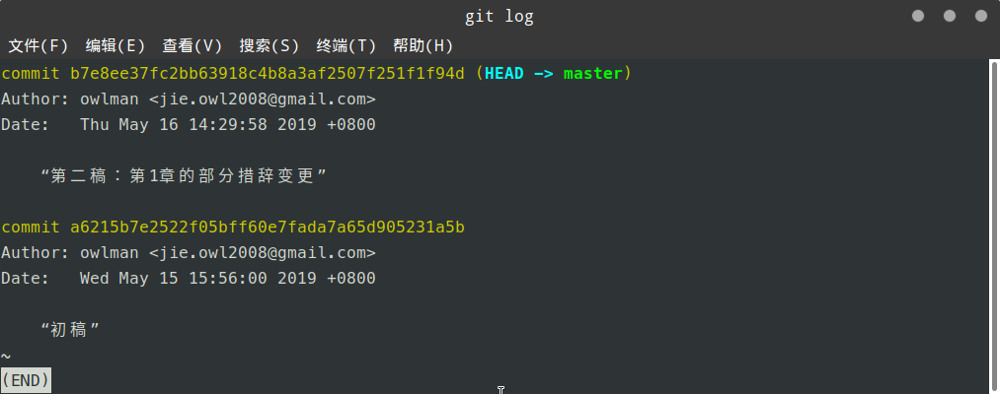 git log
文件(F) 编辑(E) 查看(V) 搜索(S) 终端(T) 帮助(H)
commit b7e8ee37fc2bb63918c4b8a3af2507f251f1f94d (HEAD -> master)
Author: owlman <jie.owl2008@gmail.com>
Date:   Thu May 16 14:29:58 2019 +0800
“第二稿：第1章的部分措辞变更”
commit a6215b7e2522f05bff60e7fada7a65d905231a5b
Author: owlman <jie.owl2008@gmail.com>
Date:   Wed May 15 15:56:00 2019 +0800
“初稿”
~
(END)